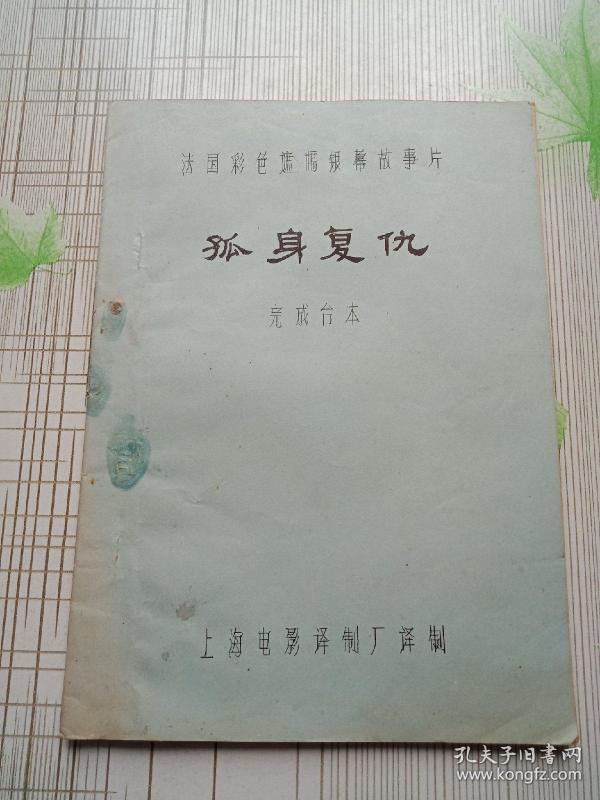 法国彩色遮幅银幕故事片
孤身复仇
完成台本
上海电影译制厂译制
孔夫子旧书网
www.kongfz.com